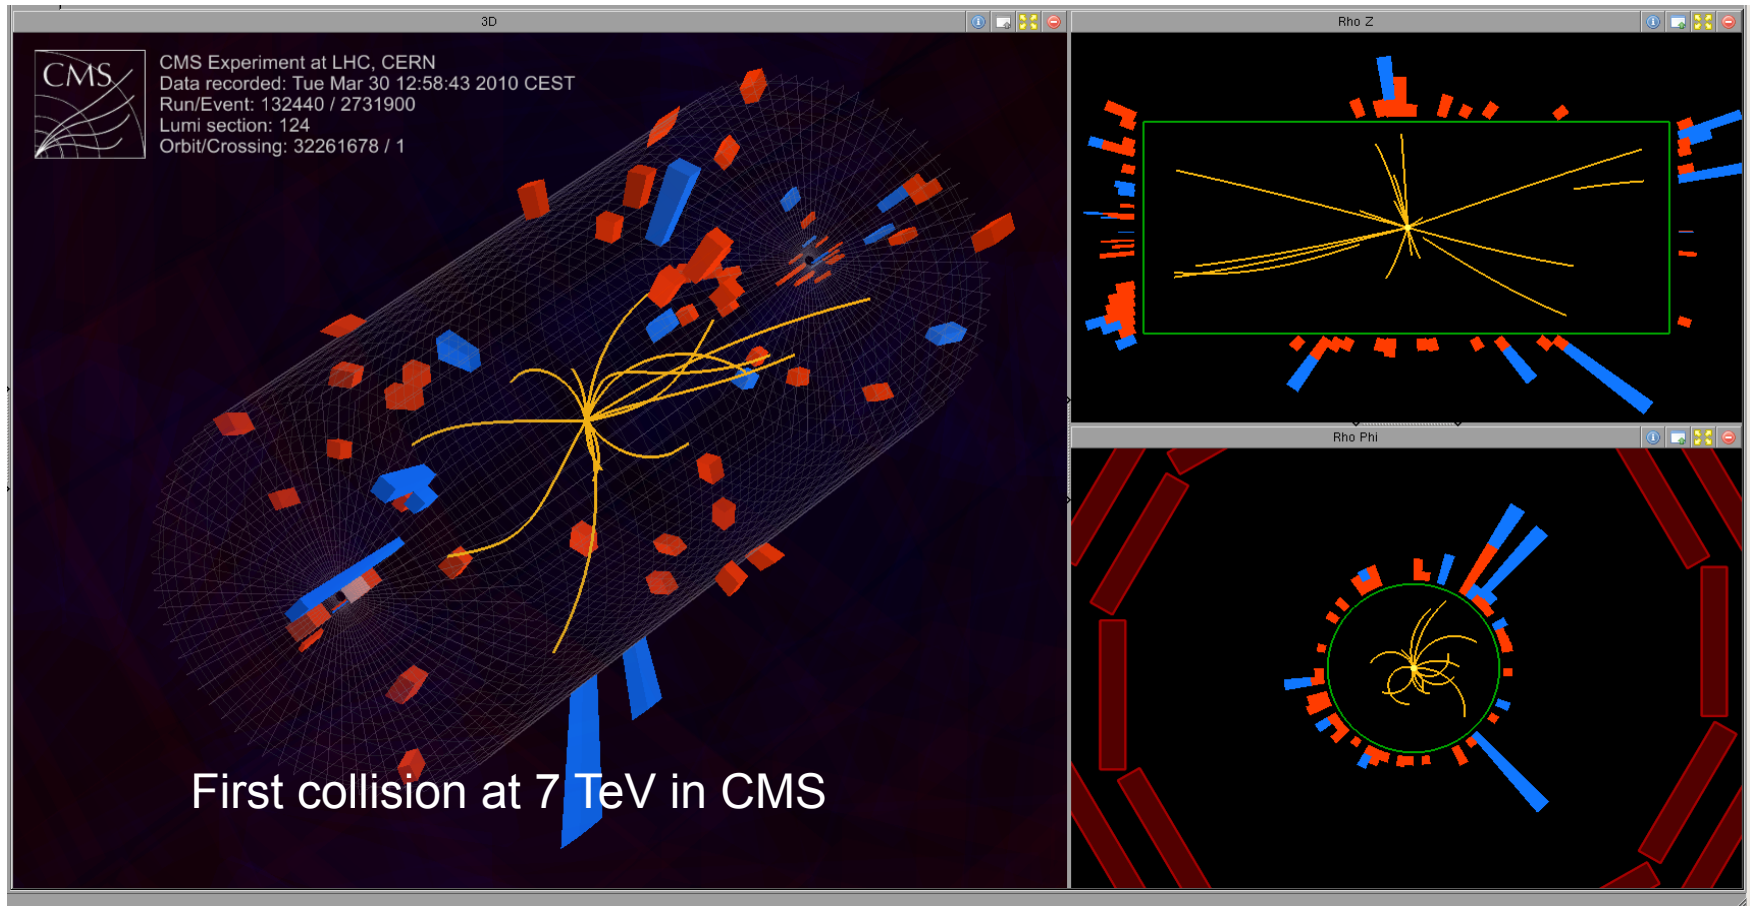 3D
CMS
CMS Experiment at LHC, CERN
Data recorded: Tue Mar 30 12:58:43 2010 CEST
Run/Event: 132440 / 2731900
Lumi section: 124
Orbit/Crossing: 32261678 / 1
First collision at 7 TeV in CMS
Rho Z
Rho Phi